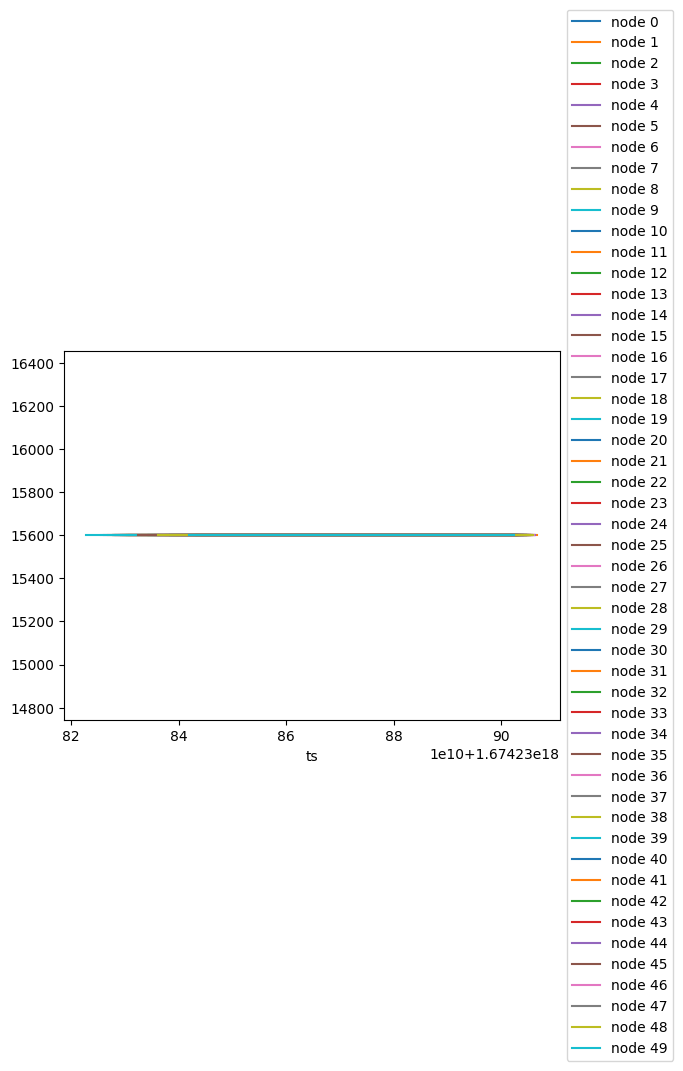 16400
16200
16000
15800
15600
15400
15200
15000
14800
82 84 86 88 90
1e10+1.67423e18
ts
node 0
node 1
node 2
node 3
node 4
node 5
node 6
node 7
node 8
node 9
node 10
node 11
node 12
node 13
node 14
node 15
node 16
node 17
node 18
node 19
node 20
node 21
node 22
node 23
node 24
node 25
node 26
node 27
node 28
node 29
node 30
node 31
node 32
node 33
node 34
node 35
node 36
node 37
node 38
node 39
node 40
node 41
node 42
node 43
node 44
node 45
node 46
node 47
node 48
node 49